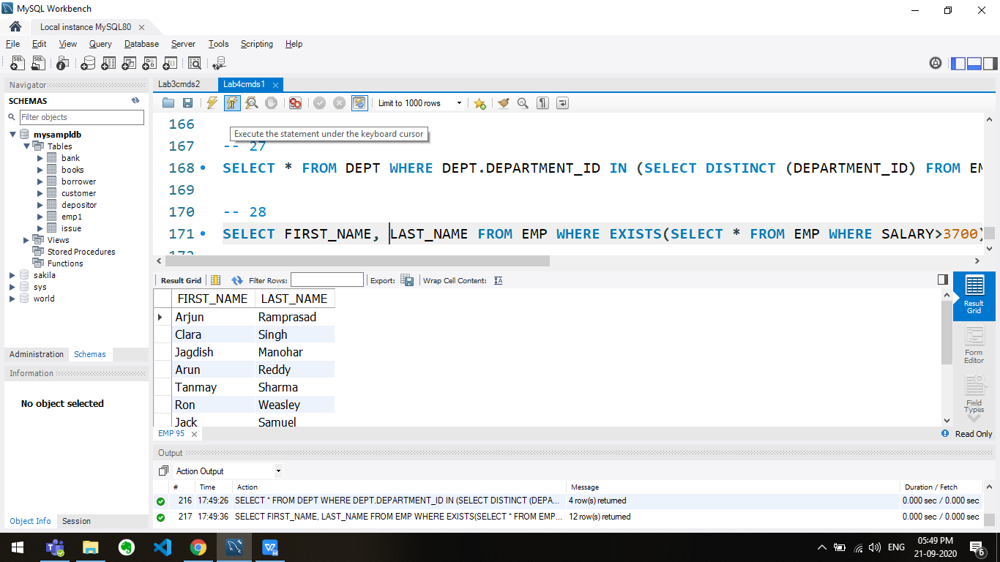 MySQL Workbench
Local instance MySQL80
File Edit View Query Database Server Tools Scripting Help
Navigator
SCHEMAS
Filter objects
mysampldb
Tables
bank
books
borrower
customer
depositor
emp1
issue
Views
Stored Procedures
Functions
sakila
sys
world
Administration Schemas
Information
No object selected
Object Info Session
Lab3cmds2 Lab4cmds1
Limit to 1000 rows
166
Execute the statement under the keyboard cursor
167 -- 27
168 SELECT * FROM DEPT WHERE DEPT.DEPARTMENT_ID IN (SELECT DISTINCT (DEPARTMENT_ID) FROM EM
169
170 -- 28
171 SELECT FIRST_NAME, LAST_NAME FROM EMP WHERE EXISTS(SELECT * FROM EMP WHERE SALARY>3700)
172
Result Grid Filter Rows: Export: Wrap Cell Content:
FIRST_NAME LAST_NAME
Arjun Ramprasad
Clara Singh
Jagdish Manohar
Arun Reddy
Tanmay Sharma
Ron Weasley
Jack Samuel
Result
Grid
Form
Editor
Field
Types
EMP 95
Read Only
Output
Action Output
# Time Action Message Duration / Fetch
216 17:49:26 SELECT * FROM DEPT WHERE DEPT.DEPARTMENT_ID IN (SELECT DISTINCT (DEPA... 4 row(s) returned 0.000 sec / 0.000 sec
217 17:49:36 SELECT FIRST_NAME, LAST_NAME FROM EMP WHERE EXISTS(SELECT * FROM EMP... 12 row(s) returned 0.000 sec / 0.000 sec
ENG
05:49 PM
21-09-2020
6